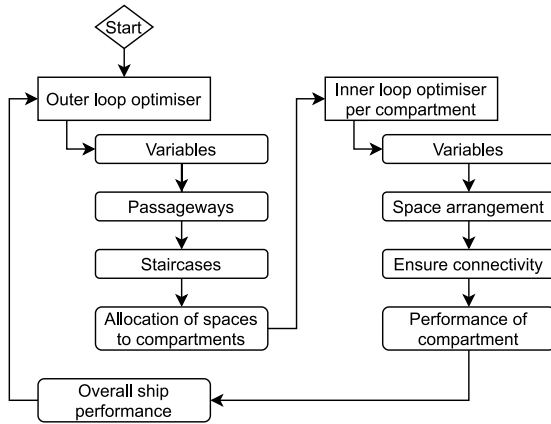 Start
Outer loop optimiser
Variables
Passageways
Staircases
Allocation of spaces
to compartments
Inner loop optimiser
per compartment
Variables
Space arrangement
Ensure connectivity
Performance of
compartment
Overall ship
performance